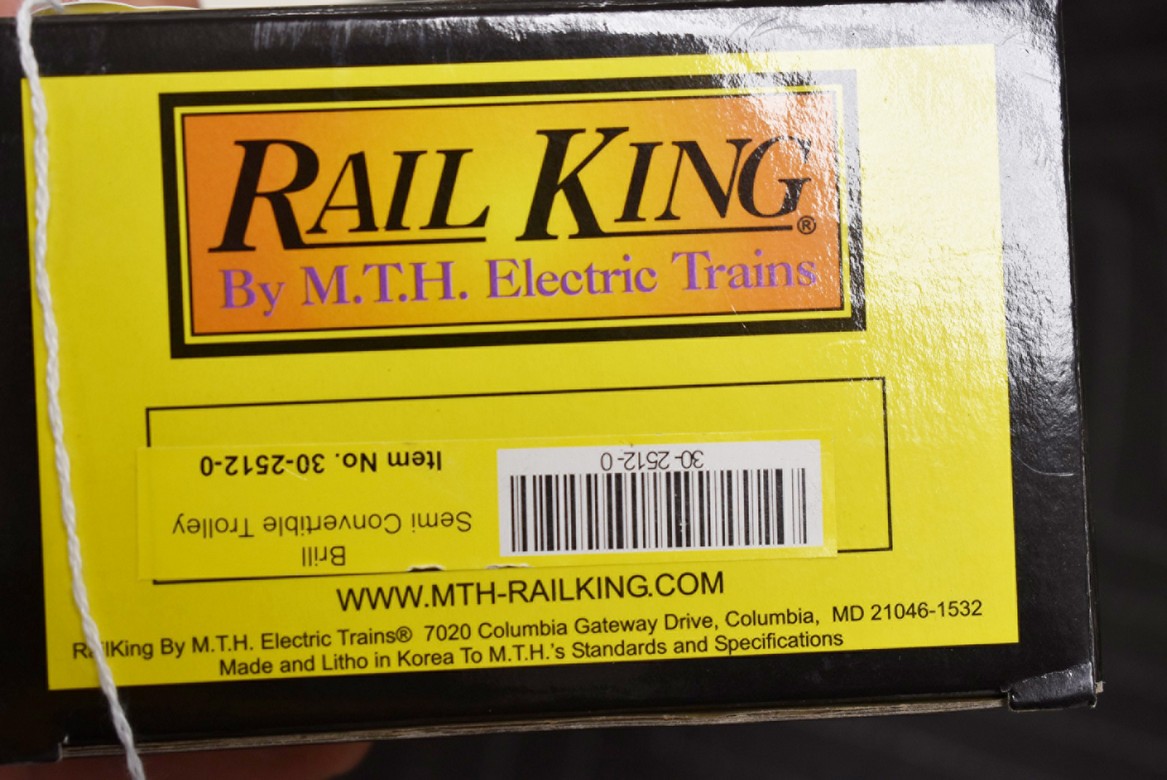 RAIL KING®
By M.T.H. Electric Trains
Brill
Semi Convertible Trolley
Item No. 30-2512-0
30-2512-0
WWW.MTH-RAILKING.COM
RailKing By M.T.H. Electric Trains® 7020 Columbia Gateway Drive, Columbia, MD 21046-1532
Made and Litho in Korea To M.T.H.'s Standards and Specifications